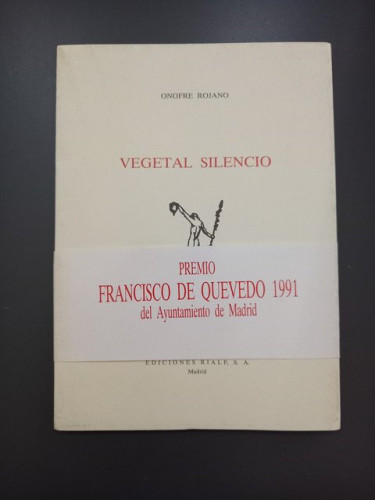 ONOFRE ROJANO
VEGETAL SILENCIO
PREMIO
FRANCISCO DE QUEVEDO 1991
del Ayuntamiento de Madrid
EDICIONES RIALP, S. A.
Madrid